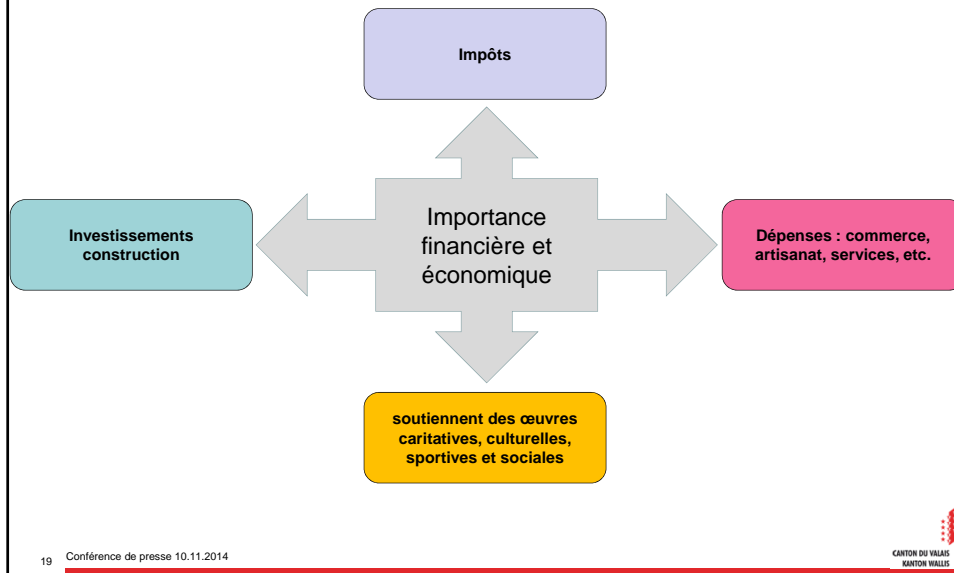 Impôts
Investissements
construction
Importance
financière et
économique
Dépenses : commerce,
artisanat, services, etc.
soutiennent des œuvres
caritatives, culturelles,
sportives et sociales
19 Conférence de presse 10.11.2014
CANTON DU VALAIS
KANTON WALLIS